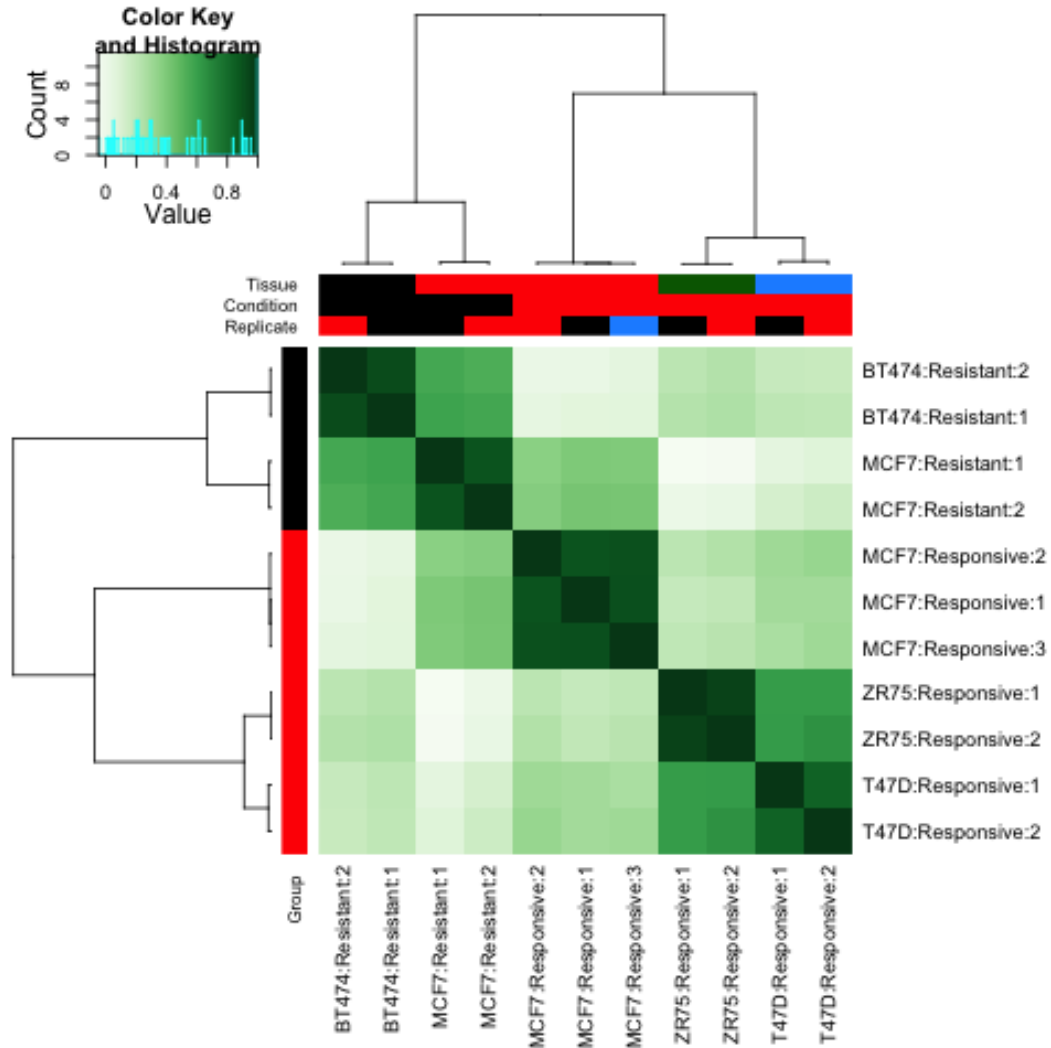 Color Key
and Histogram
Count
0
4
8
0
0.4
0.8
Value
Tissue
Condition
Replicate
BT474:Resistant:2
BT474:Resistant:1
MCF7:Resistant:1
MCF7:Resistant:2
MCF7:Responsive:2
MCF7:Responsive:1
MCF7:Responsive:3
ZR75:Responsive:1
ZR75:Responsive:2
T47D:Responsive:1
T47D:Responsive:2
Group
BT474:Resistant:2
BT474:Resistant:1
MCF7:Resistant:1
MCF7:Resistant:2
MCF7:Responsive:2
MCF7:Responsive:1
MCF7:Responsive:3
ZR75:Responsive:1
ZR75:Responsive:2
T47D:Responsive:1
T47D:Responsive:2